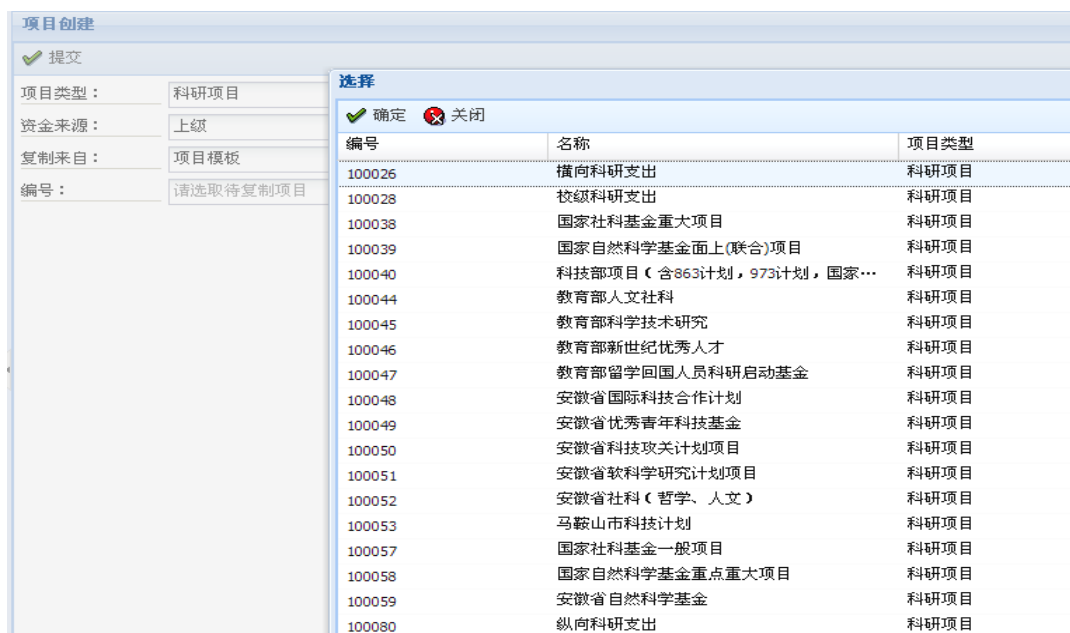 项目创建
提交
项目类型： 科研项目
资金来源： 上级
复制来自： 项目模板
编号： 请选取待复制项目
选择
确定 关闭
编号 名称 项目类型
100026 横向科研支出 科研项目
100028 校级科研支出 科研项目
100038 国家社科基金重大项目 科研项目
100039 国家自然科学基金面上(联合)项目 科研项目
100040 科技部项目（含863计划，973计划，国家… 科研项目
100044 教育部人文社科 科研项目
100045 教育部科学技术研究 科研项目
100046 教育部新世纪优秀人才 科研项目
100047 教育部留学回国人员科研启动基金 科研项目
100048 安徽省国际科技合作计划 科研项目
100049 安徽省优秀青年科技基金 科研项目
100050 安徽省科技攻关计划项目 科研项目
100051 安徽省软科学研究计划项目 科研项目
100052 安徽省社科（哲学、人文） 科研项目
100053 马鞍山市科技计划 科研项目
100057 国家社科基金一般项目 科研项目
100058 国家自然科学基金重点重大项目 科研项目
100059 安徽省自然科学基金 科研项目
100080 纵向科研支出 科研项目